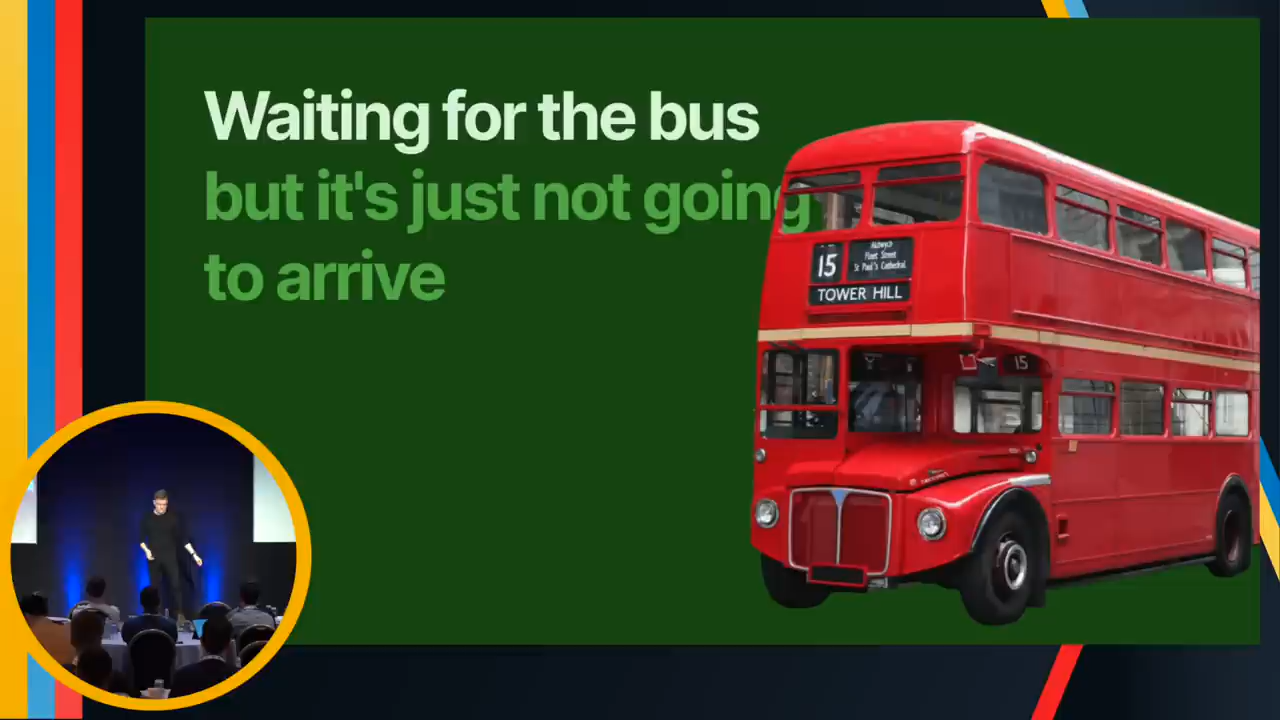 Waiting for the bus
but it's just not going
to arrive
15
Aldwych
Fleet Street
St Paul's Cathedral
TOWER HILL
15